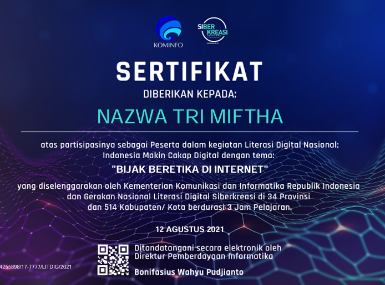 KOMINFO
SIBER
KREASI
SERTIFIKAT
DIBERIKAN KEPADA:
NAZWA TRI MIFTHA
atas partisipasinya sebagai Peserta dalam kegiatan Literasi Digital Nasional;
Indonesia Makin Cakap Digital dengan tema:
"BIJAK BERETIKA DI INTERNET"
yang diselenggarakan oleh Kementerian Komunikasi dan Informatika Republik Indonesia
dan Gerakan Nasional Literasi Digital Siberkreasi di 34 Provinsi
dan 514 Kabupaten/ Kota berdurasi 3 Jam Pelajaran.
12 AGUSTUS 2021
Ditandatangani secara elektronik oleh
Direktur Pemberdayaan Informatika
Bonifasius Wahyu Pudjianto